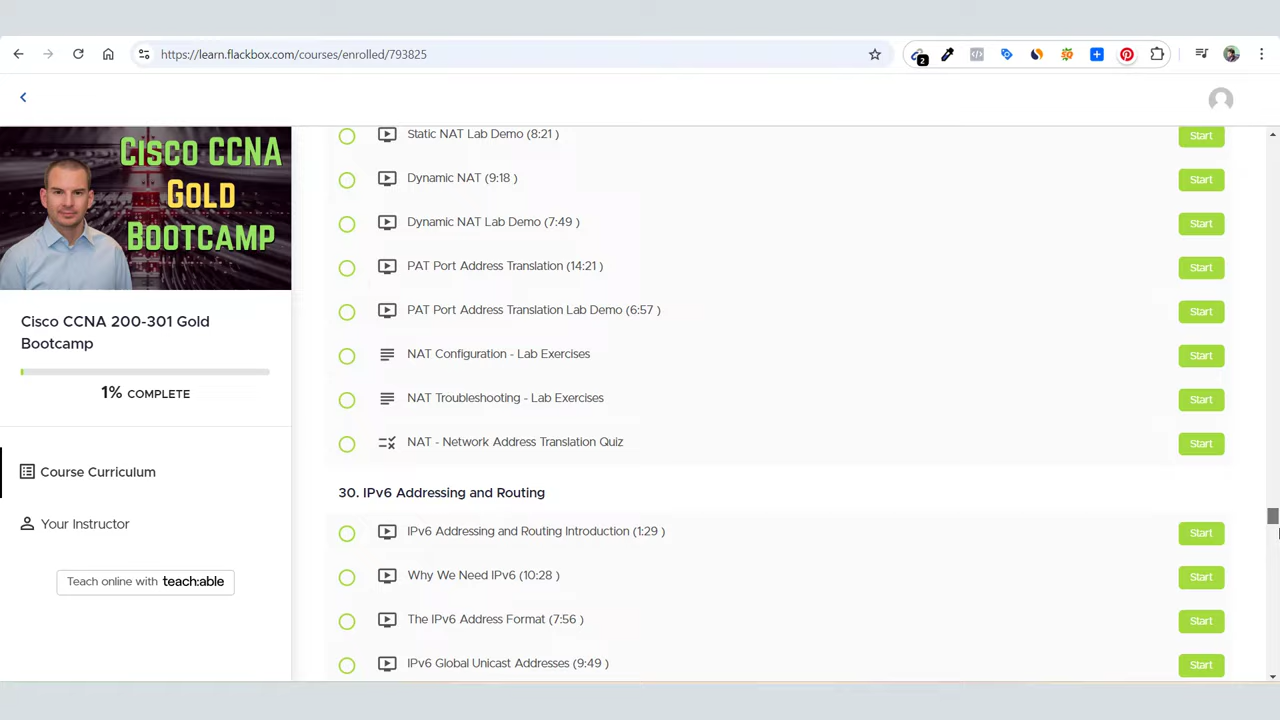 https://learn.flackbox.com/courses/enrolled/793825
2
Cisco CCNA
Gold
Bootcamp
Cisco CCNA 200-301 Gold
Bootcamp
1% COMPLETE
Course Curriculum
Your Instructor
Teach online with teach:able
Static NAT Lab Demo (8:21 )
Start
Dynamic NAT (9:18 )
Start
Dynamic NAT Lab Demo (7:49 )
Start
PAT Port Address Translation (14:21 )
Start
PAT Port Address Translation Lab Demo (6:57 )
Start
NAT Configuration - Lab Exercises
Start
NAT Troubleshooting - Lab Exercises
Start
NAT - Network Address Translation Quiz
Start
30. IPv6 Addressing and Routing
IPv6 Addressing and Routing Introduction (1:29 )
Start
Why We Need IPv6 (10:28 )
Start
The IPv6 Address Format (7:56 )
Start
IPv6 Global Unicast Addresses (9:49 )
Start